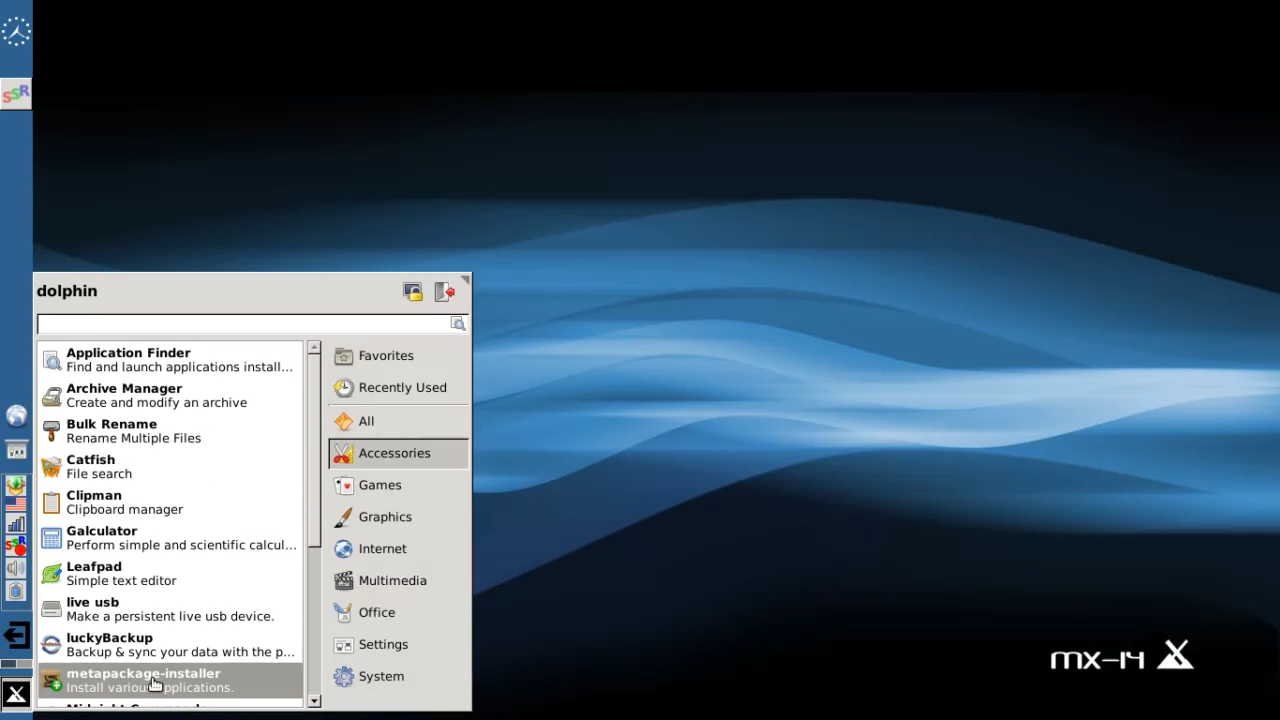 SSR
dolphin
Application Finder
Find and launch applications install...
Archive Manager
Create and modify an archive
Bulk Rename
Rename Multiple Files
Catfish
File search
Clipman
Clipboard manager
Galculator
Perform simple and scientific calcul...
Leafpad
Simple text editor
live usb
Make a persistent live usb device.
luckyBackup
Backup & sync your data with the p...
metapackage-installer
Install various applications.
Favorites
Recently Used
All
Accessories
Games
Graphics
Internet
Multimedia
Office
Settings
System
SSR
mx-14